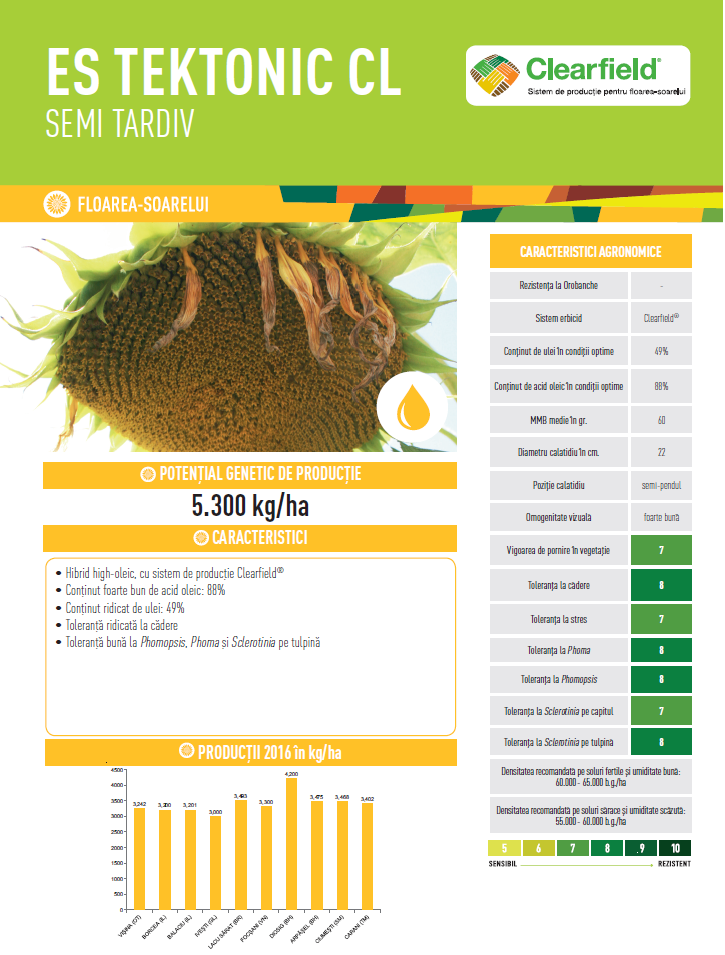 ES TEKTONIC CL
SEMI TARDIV
Clearfield®
Sistem de producție pentru floarea-soarelui
FLOAREA-SOARELUI
POTENȚIAL GENETIC DE PRODUCȚIE
5.300 kg/ha
CARACTERISTICI
• Hibrid high-oleic, cu sistem de producție Clearfield®
• Conținut foarte bun de acid oleic: 88%
• Conținut ridicat de ulei: 49%
• Toleranță ridicată la cădere
• Toleranță bună la Phomopsis, Phoma și Sclerotinia pe tulpină
PRODUCȚII 2016 în kg/ha
4500
4000
3500
3000
2500
2000
1500
1000
500
0
3,242
3,200
3,201
3,000
3,493
3,300
4,200
3,475
3,468
3,402
VIȘINA (OT)
BORCEA (IL)
BALACIU (IL)
IVEȘTI (GL)
LACU SĂRAT (BR)
FOCȘANI (VN)
DIOSIG (BH)
ARPĂȘEL (BH)
CIUMEȘTI (SM)
CARANI (TM)
CARACTERISTICI AGRONOMICE
Rezistența la Orobanche -
Sistem erbicid Clearfield®
Conținut de ulei în condiții optime 49%
Conținut de acid oleic în condiții optime 88%
MMB medie în gr. 60
Diametru calatidiu în cm. 22
Poziție calatidiu semi-pendul
Omogenitate vizuală foarte bună
Vigoarea de pornire în vegetație 7
Toleranța la cădere 8
Toleranța la stres 7
Toleranța la Phoma 8
Toleranța la Phomopsis 8
Toleranța la Sclerotinia pe capitul 7
Toleranța la Sclerotinia pe tulpină 8
Densitatea recomandată pe soluri fertile și umiditate bună:
60.000 - 65.000 b.g./ha
Densitatea recomandată pe soluri sărace și umiditate scăzută:
55.000 - 60.000 b.g./ha
5 6 7 8 9 10
SENSIBIL REZISTENT